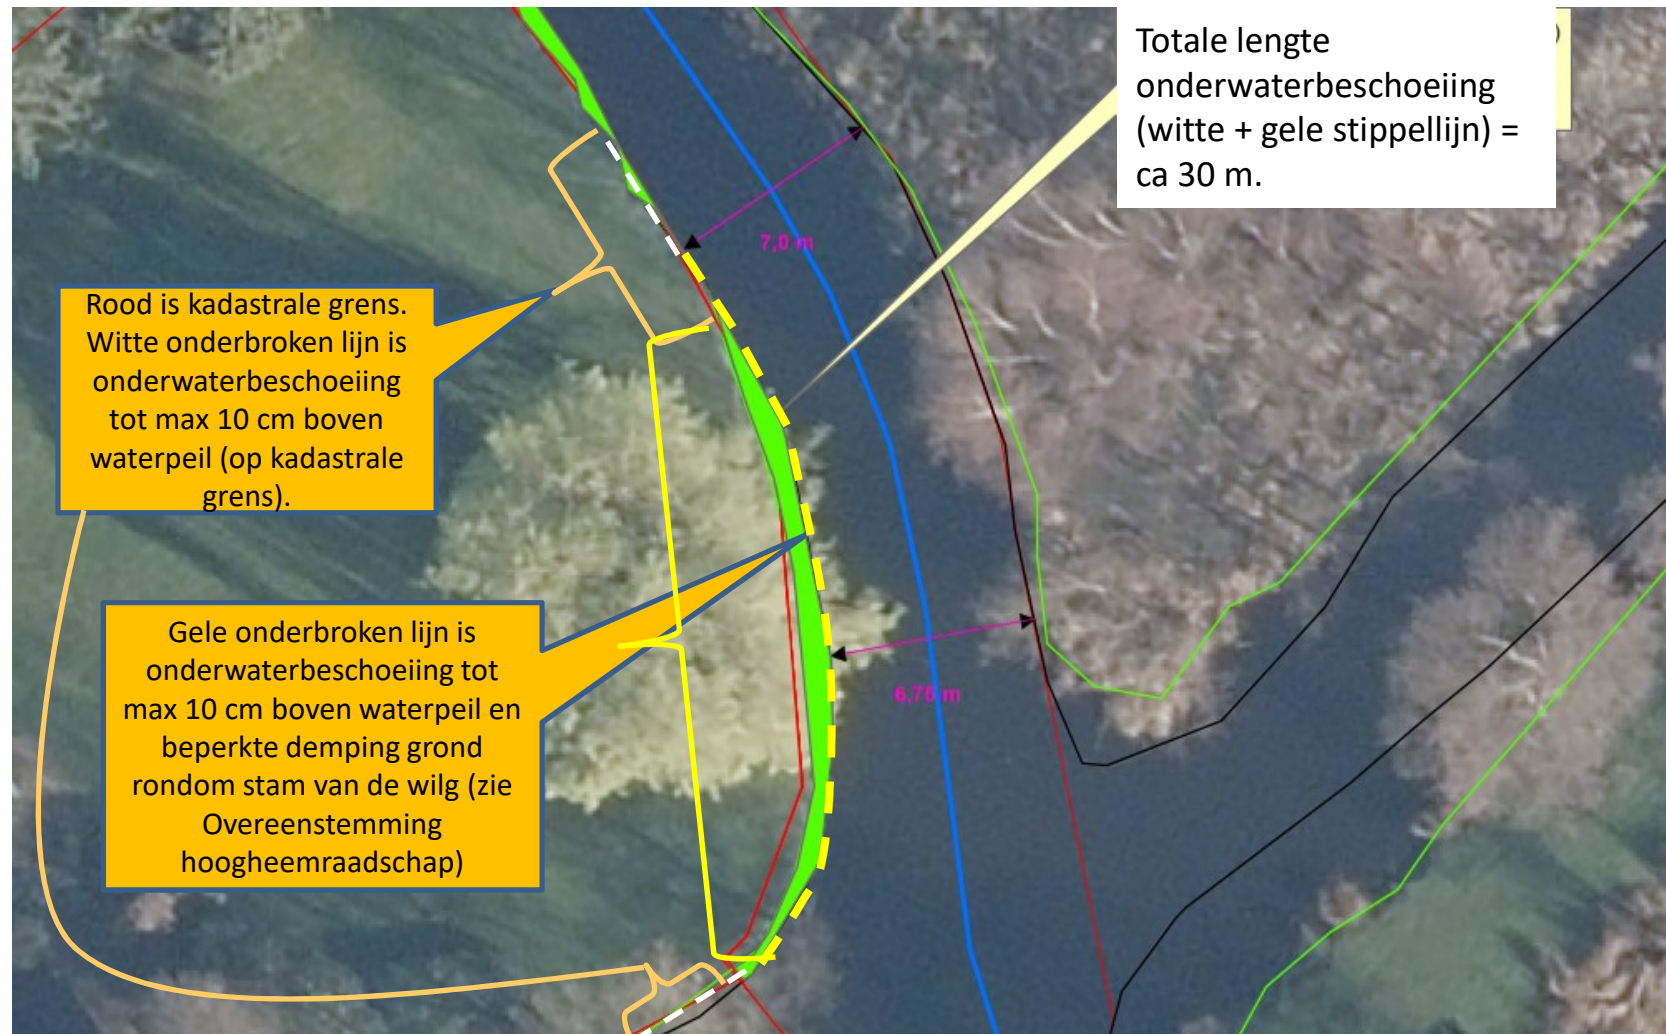 Totale lengte
onderwaterbeschoeiing
(witte + gele stippellijn) =
ca 30 m.
)
7,0 m
Rood is kadastrale grens.
Witte onderbroken lijn is
onderwaterbeschoeiing
tot max 10 cm boven
waterpeil (op kadastrale
grens).
Gele onderbroken lijn is
onderwaterbeschoeiing tot
max 10 cm boven waterpeil en
beperkte demping grond
rondom stam van de wilg (zie
Overeenstemming
hoogheemraadschap)
6,75 m